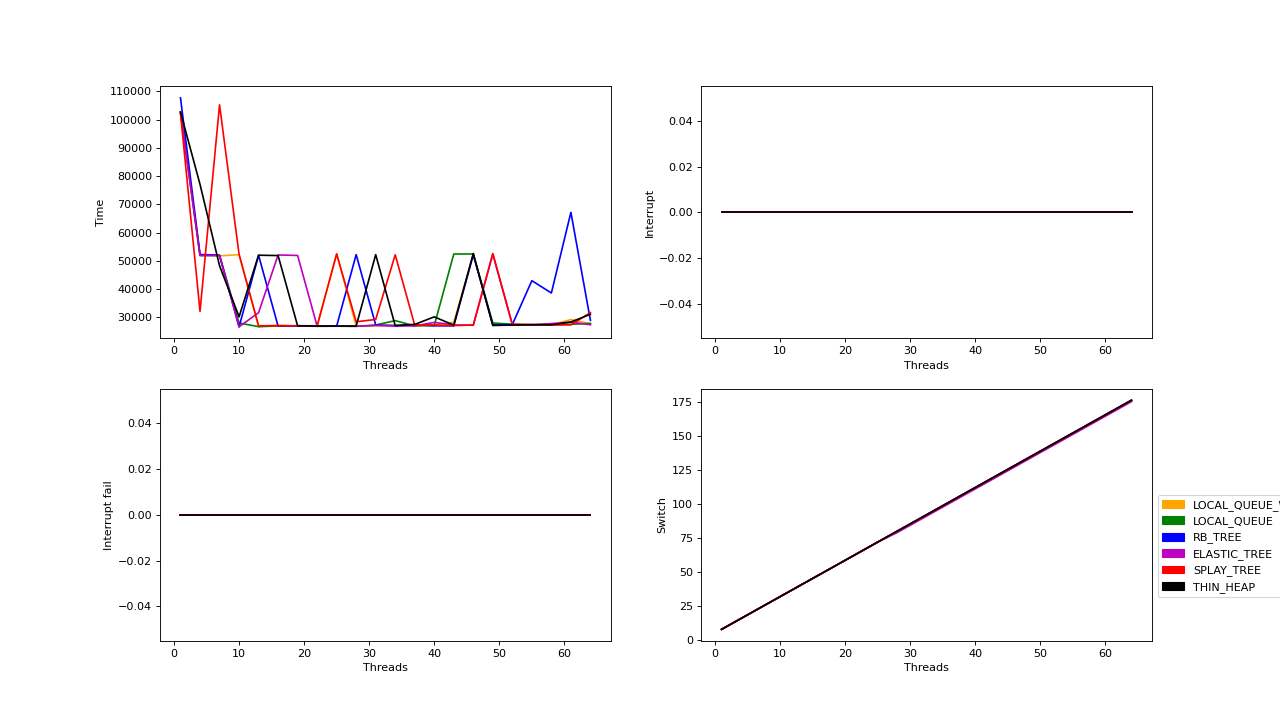 110000
100000
90000
80000
70000
60000
50000
40000
30000
Time
0 10 20 30 40 50 60
Threads
0.04
0.02
0.00
−0.02
−0.04
Interrupt
0 10 20 30 40 50 60
Threads
0.04
0.02
0.00
−0.02
−0.04
Interrupt fail
0 10 20 30 40 50 60
Threads
175
150
125
100
75
50
25
0
Switch
0 10 20 30 40 50 60
Threads
LOCAL_QUEUE_
LOCAL_QUEUE
RB_TREE
ELASTIC_TREE
SPLAY_TREE
THIN_HEAP